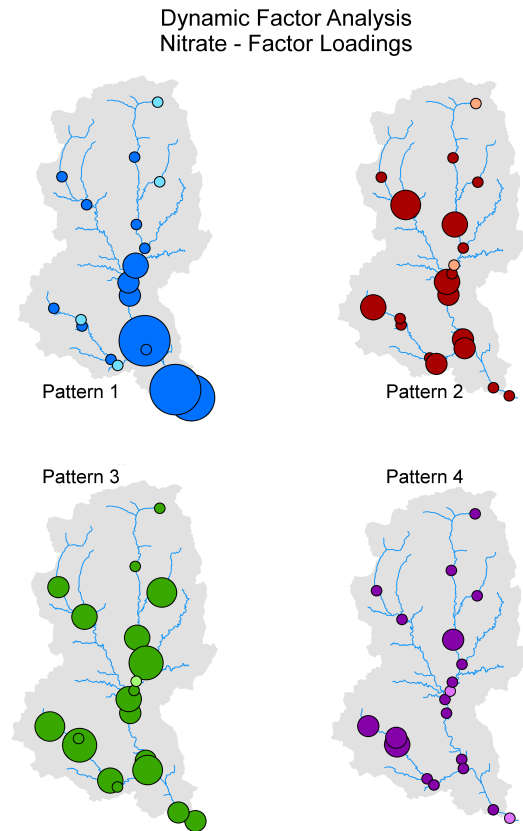 Dynamic Factor Analysis
Nitrate - Factor Loadings
Pattern 1
Pattern 2
Pattern 3
Pattern 4